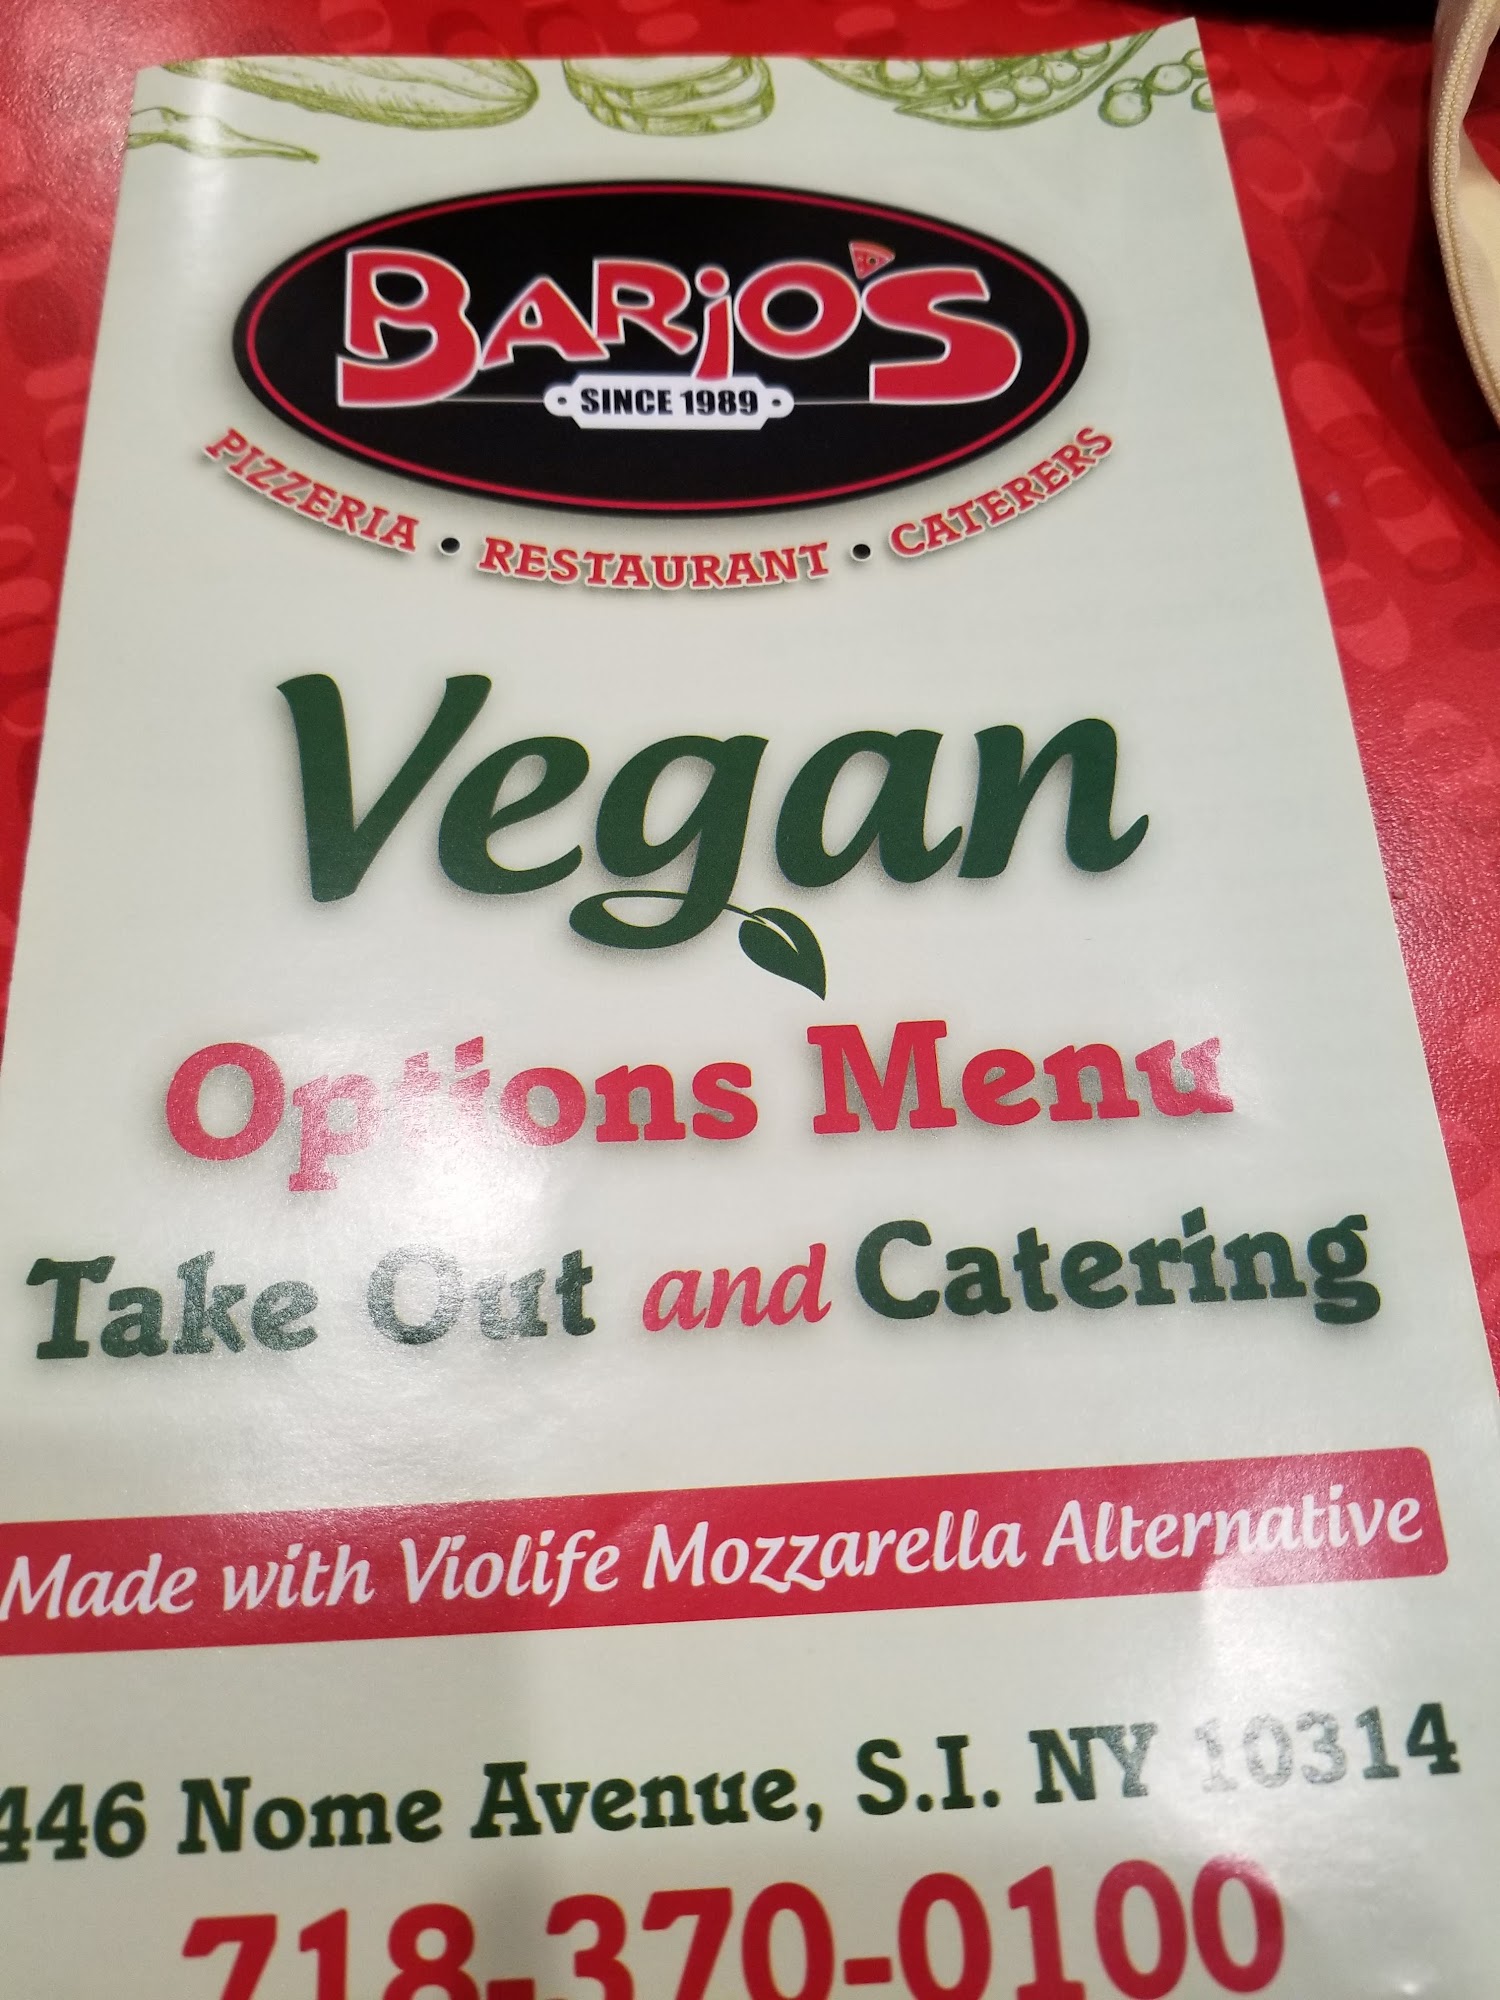 BARiO'S
SINCE 1989
PIZZERIA • RESTAURANT • CATERERS
Vegan
Options Menu
Take Out and Catering
Made with Violife Mozzarella Alternative
446 Nome Avenue, S.I. NY 10314
718-370-0100